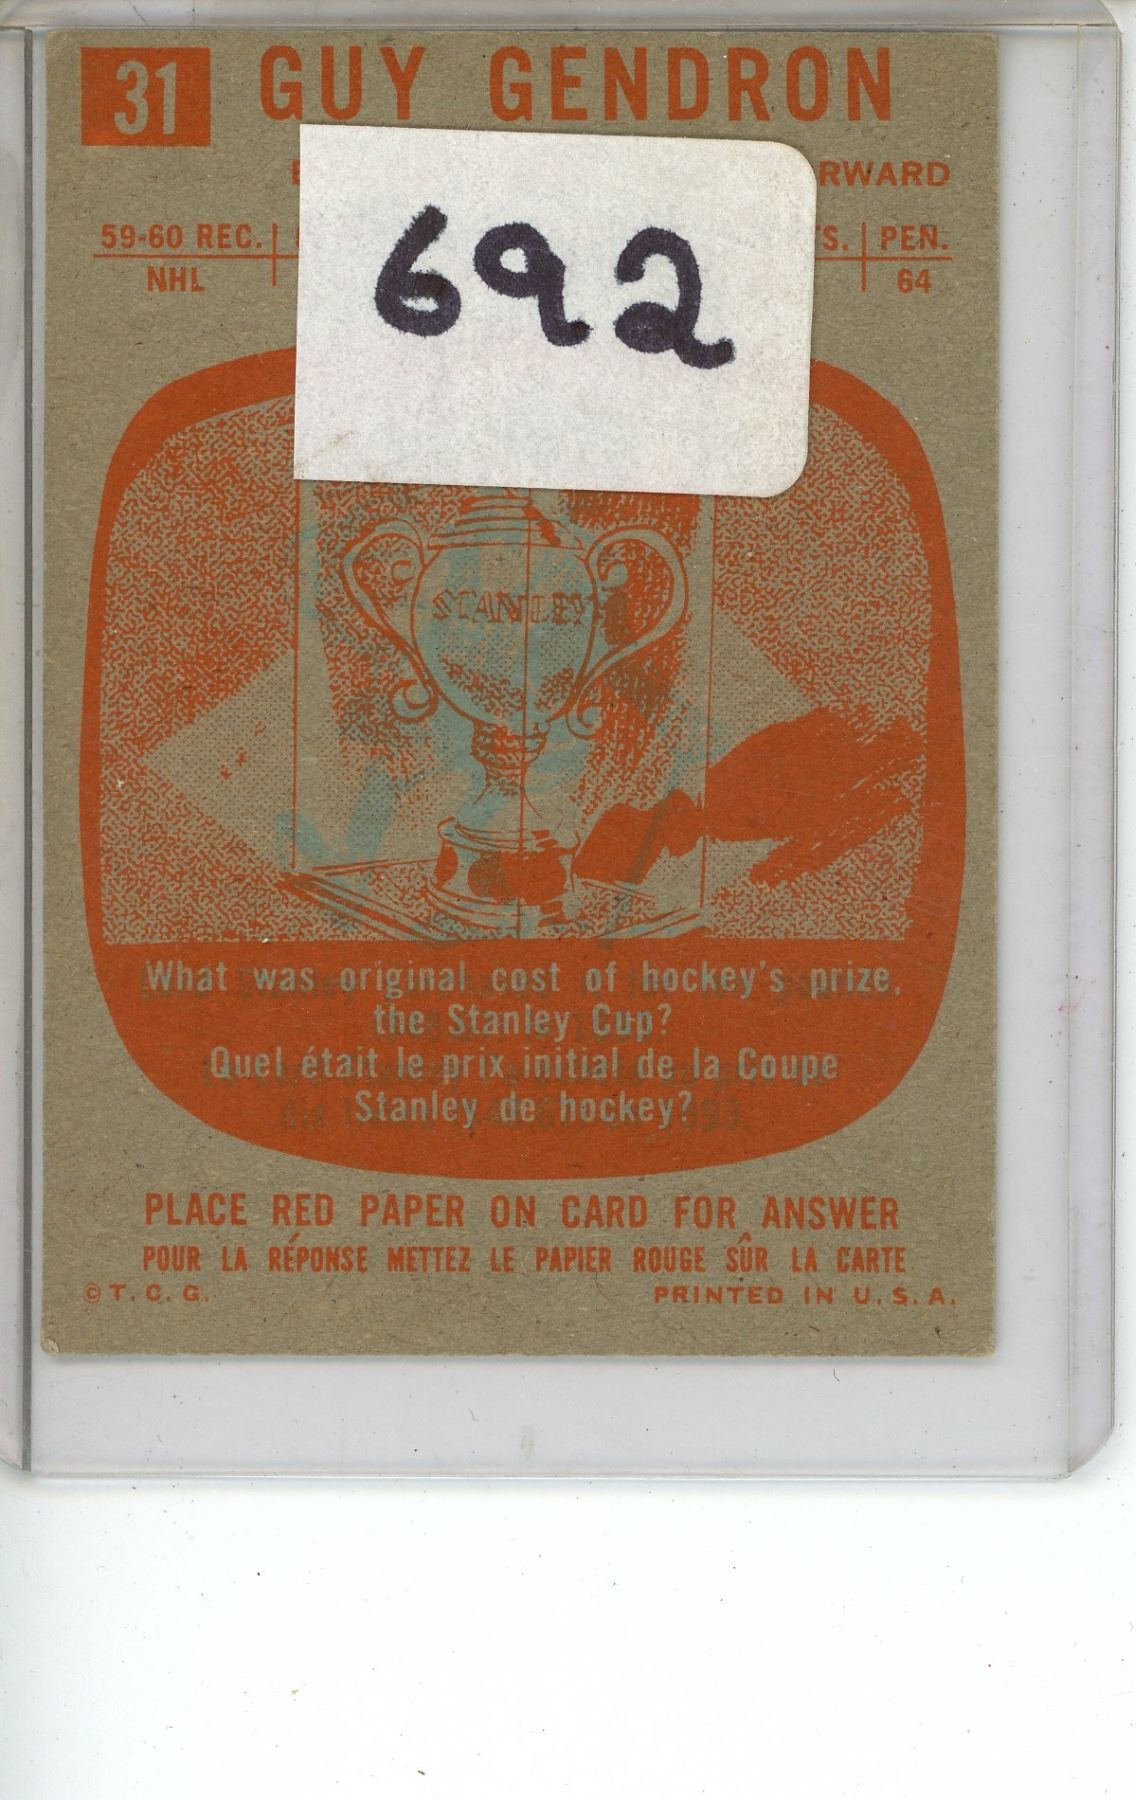 31 GUY GENDRON
RWARD
59-60 REC. TS. PEN.
NHL 64
692
STANLEY
What was original cost of hockey's prize,
the Stanley Cup?
Quel était le prix initial de la Coupe
Stanley de hockey?
PLACE RED PAPER ON CARD FOR ANSWER
POUR LA RÉPONSE METTEZ LE PAPIER ROUGE SÛR LA CARTE
© T. C. G. PRINTED IN U. S. A.